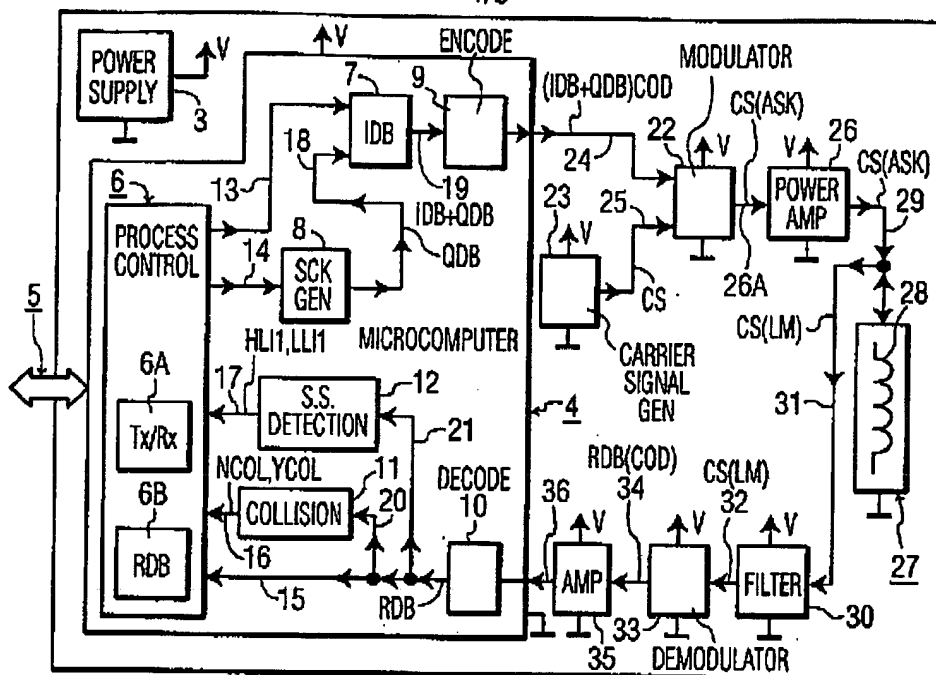 POWER SUPPLY
3
V
V
ENCODE
7
IDB
9
18
13
19
IDB+QDB
QDB
(IDB+QDB)COD
24
MODULATOR
22
V
CS(ASK)
26A
V
26
POWER AMP
CS(ASK)
29
6
PROCESS CONTROL
14
8
SCK GEN
23
V
25
CS
CARRIER SIGNAL GEN
MICROCOMPUTER
4
5
HLI1,LLI1
17
S.S. DETECTION
12
21
6A
Tx/Rx
NCOL,YCOL
16
COLLISION
11
20
6B
RDB
15
RDB
DECODE
10
CS(LM)
31
28
27
36
V
AMP
35
RDB(COD)
34
V
33
DEMODULATOR
CS(LM)
32
V
FILTER
30